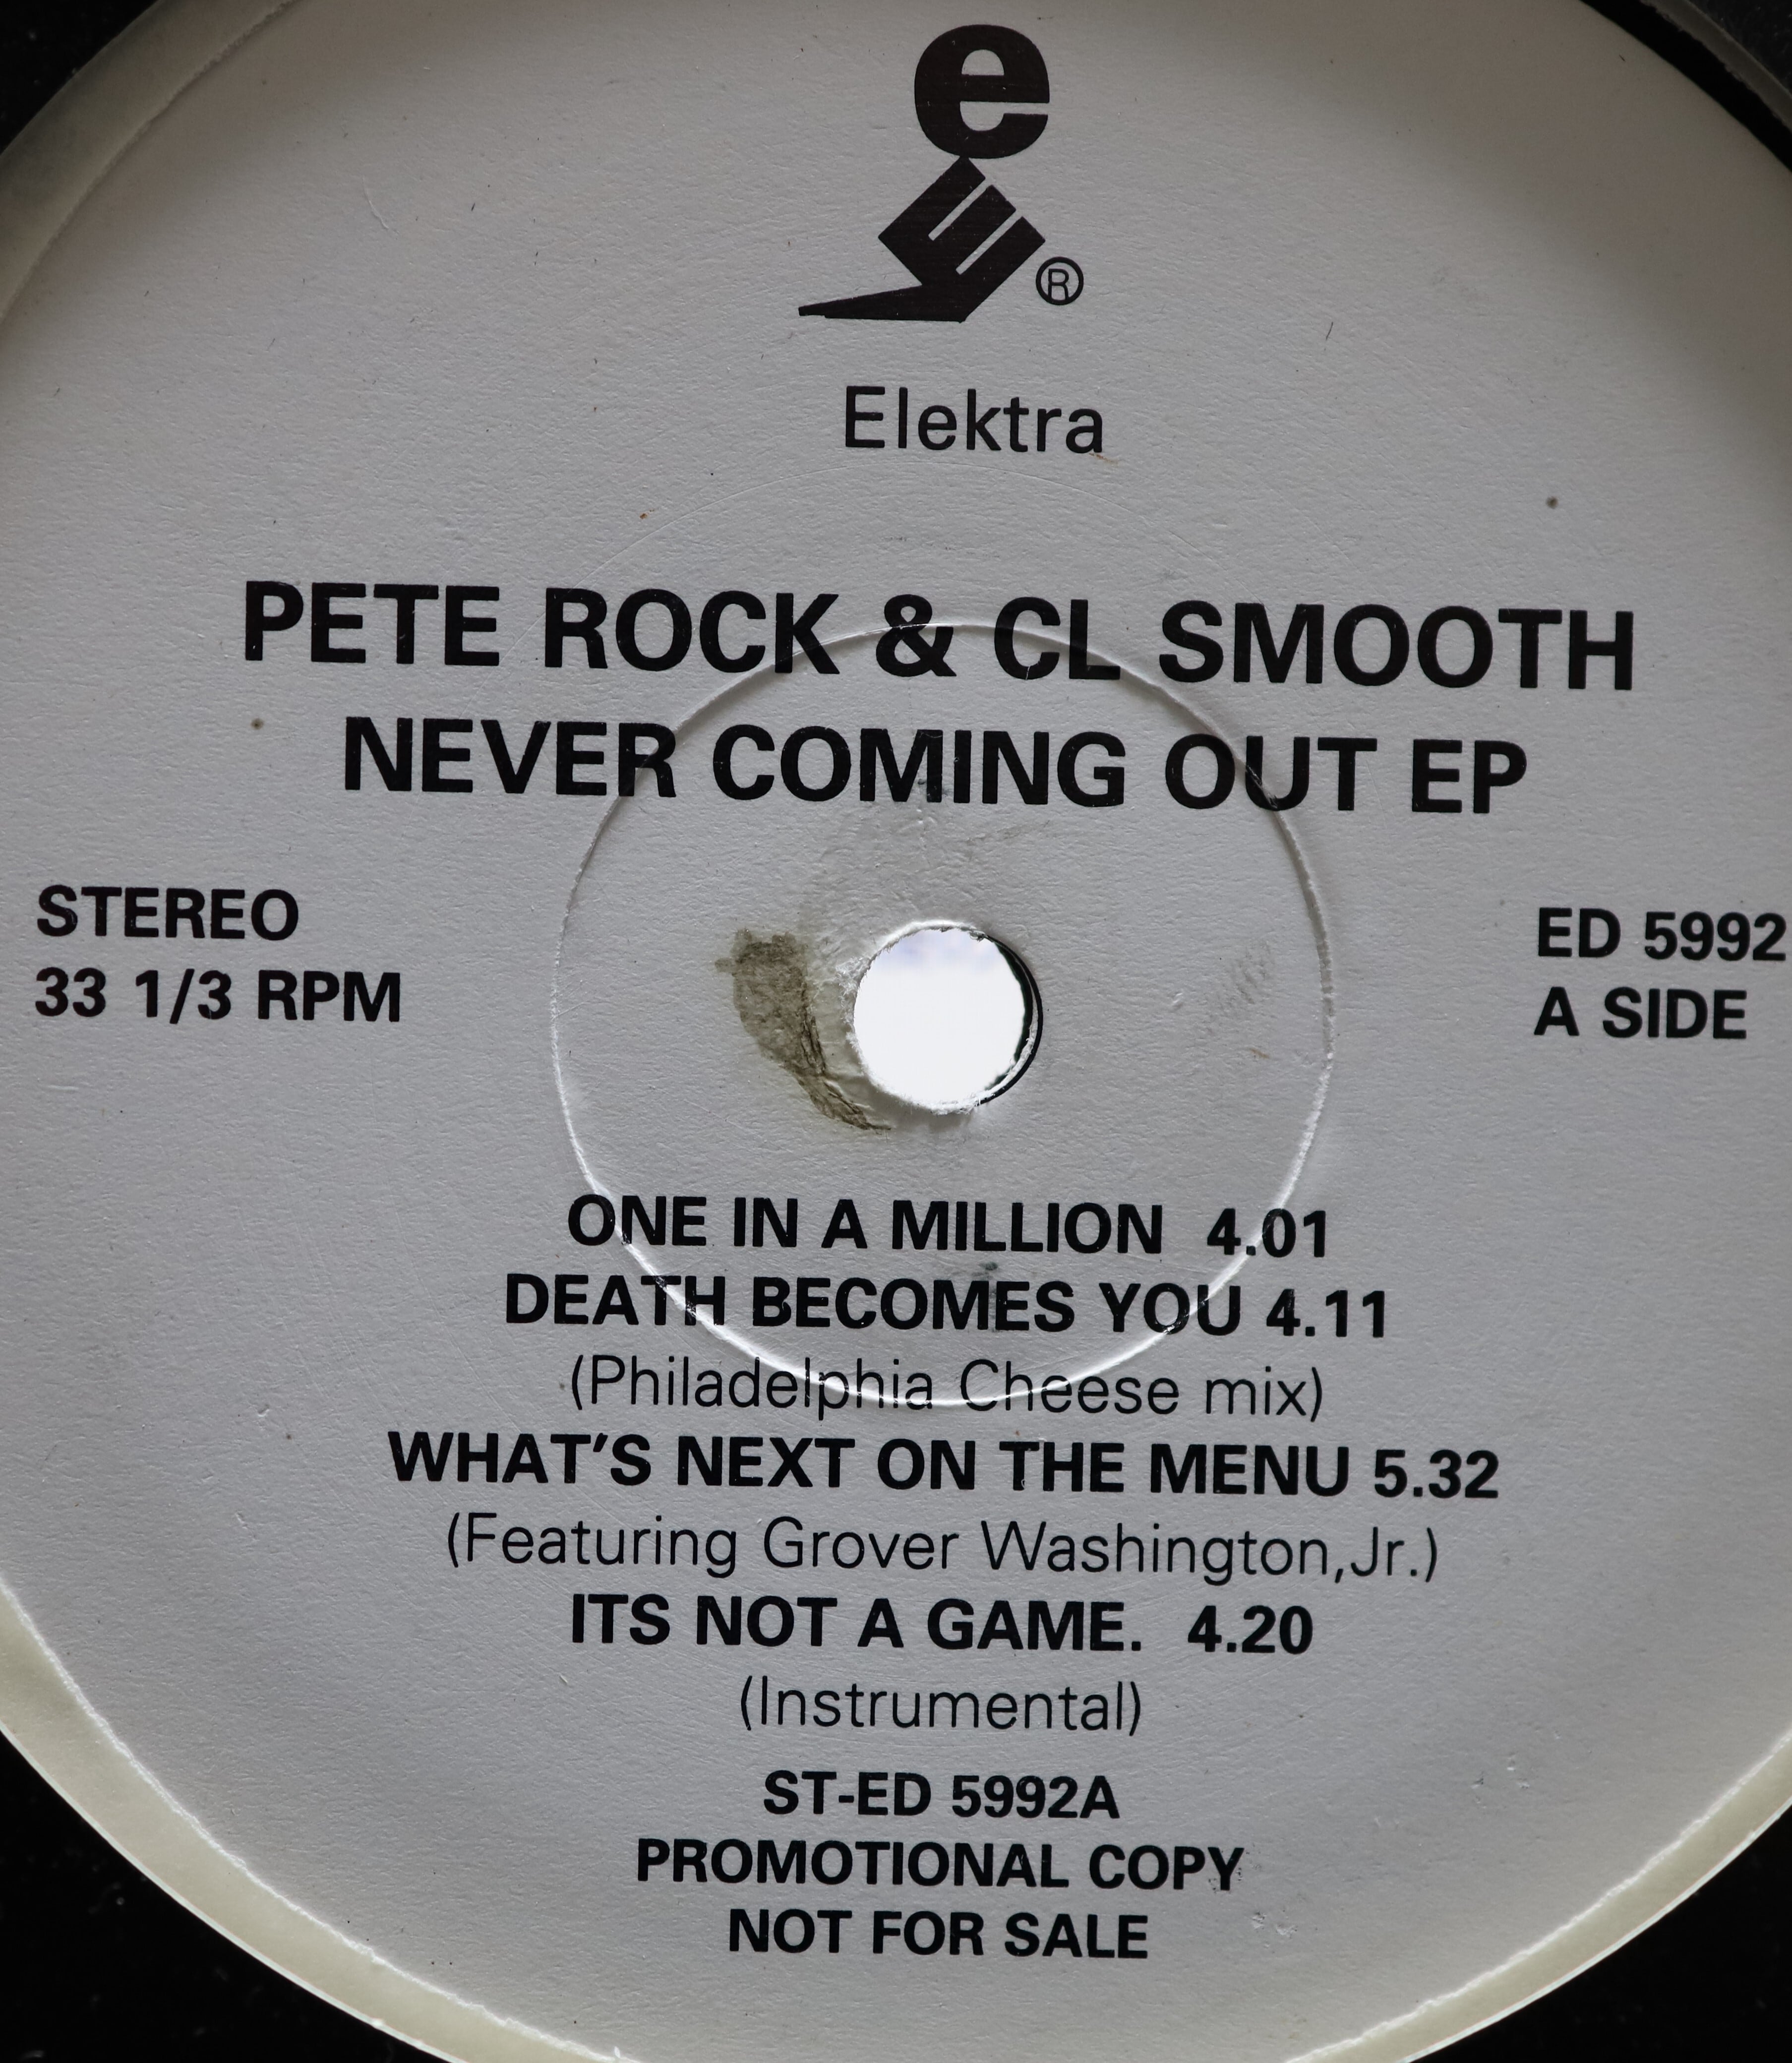 e
E
®
Elektra
PETE ROCK & CL SMOOTH
NEVER COMING OUT EP
STEREO
33 1/3 RPM
ED 5992
A SIDE
ONE IN A MILLION 4.01
DEATH BECOMES YOU 4.11
(Philadelphia Cheese mix)
WHAT'S NEXT ON THE MENU 5.32
(Featuring Grover Washington,Jr.)
ITS NOT A GAME. 4.20
(Instrumental)
ST-ED 5992A
PROMOTIONAL COPY
NOT FOR SALE